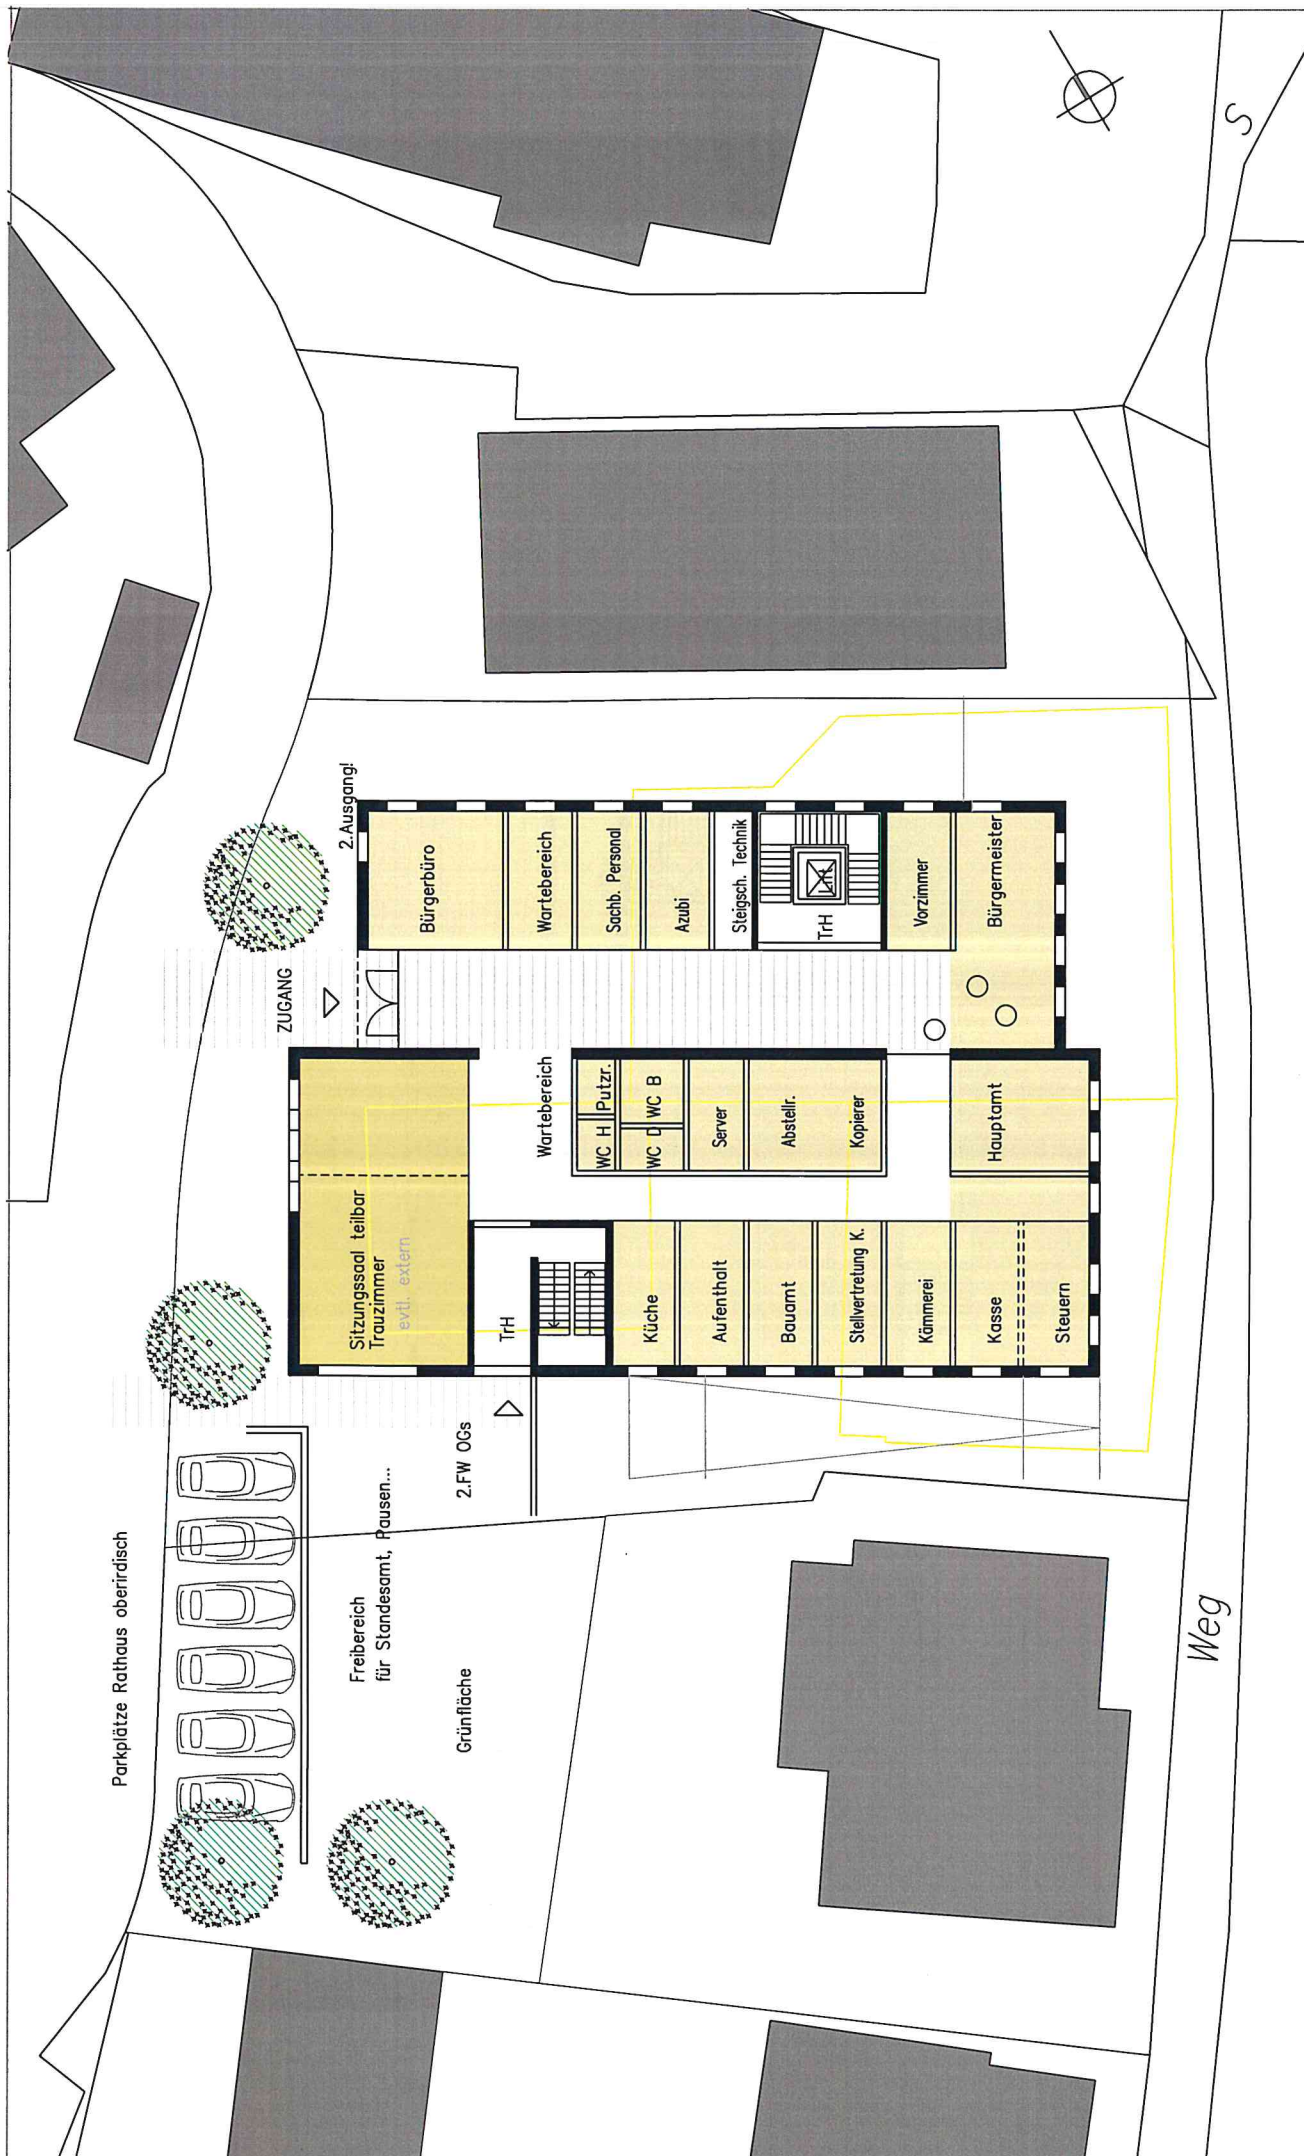 Parkplätze Rathaus oberirdisch
Freibereich
für Standesamt, Pausen...
Grünfläche
2.FW OGs
ZUGANG
2.Ausgang!
Sitzungssaal teilbar
Trauzimmer
evtl. extern
TrH
Küche
Aufenthalt
Bauamt
Stellvertretung K.
Kämmerei
Kasse
Steuern
Wartebereich
WC H
Putzr.
WC D
WC B
Server
Abstellr.
Kopierer
Hauptamt
Bürgerbüro
Wartebereich
Sachb. Personal
Azubi
Steigsch. Technik
TrH
Lift
Vorzimmer
Bürgermeister
Weg
S